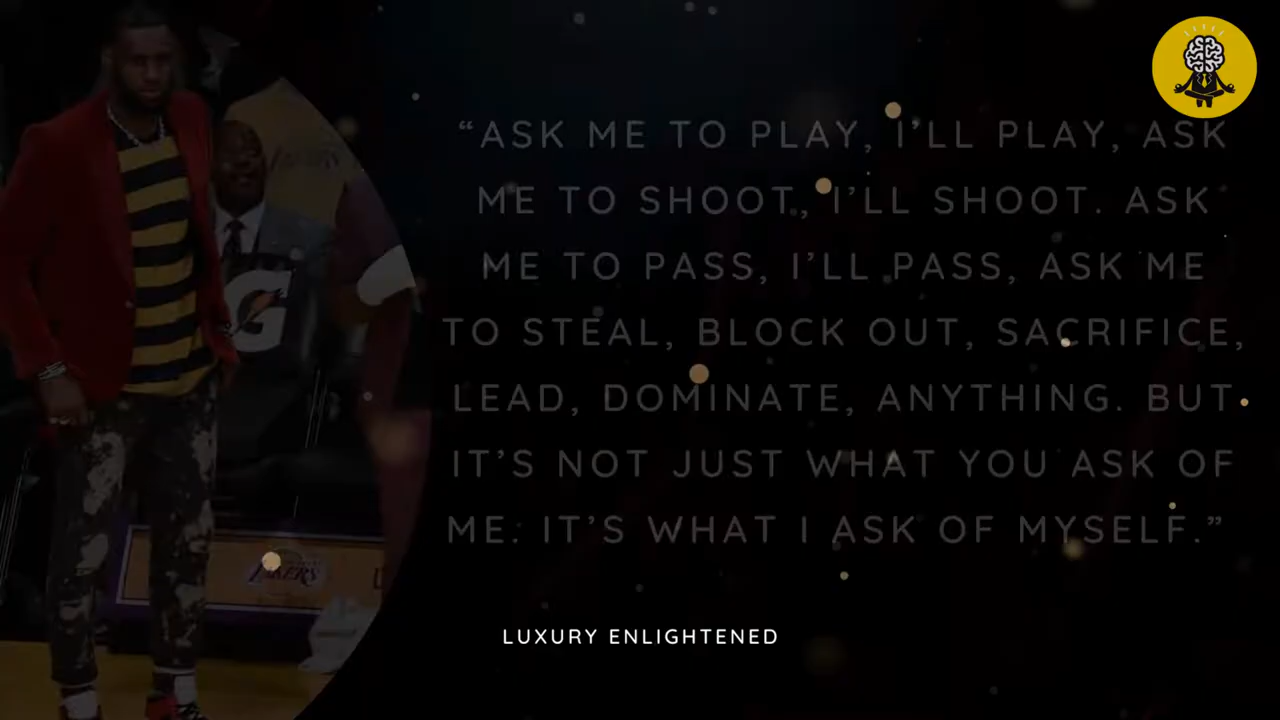 “ASK ME TO PLAY, I’LL PLAY, ASK
ME TO SHOOT, I’LL SHOOT. ASK
ME TO PASS, I’LL PASS, ASK ME
TO STEAL, BLOCK OUT, SACRIFICE,
LEAD, DOMINATE, ANYTHING. BUT
IT’S NOT JUST WHAT YOU ASK OF
ME: IT’S WHAT I ASK OF MYSELF.”
LUXURY ENLIGHTENED
G
LAKERS